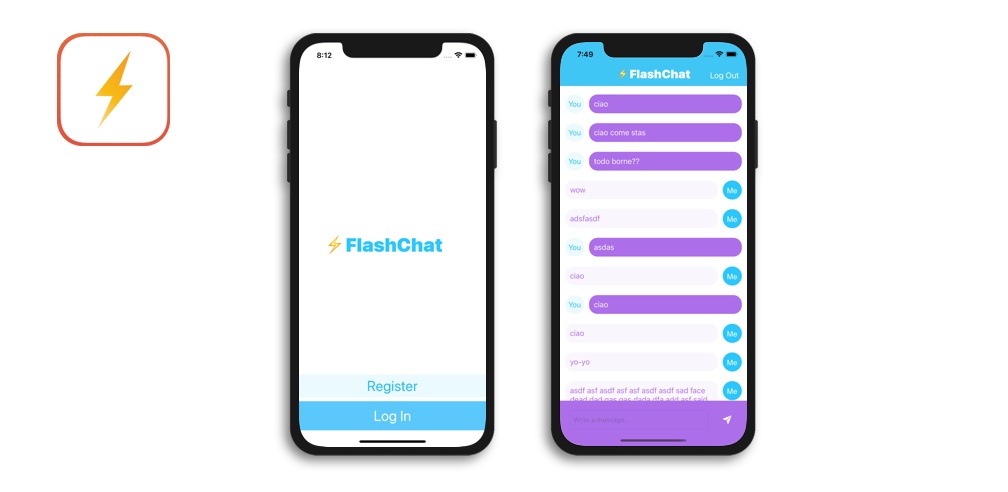 8:12
⚡FlashChat
Register
Log In
7:49
⚡FlashChat
Log Out
You ciao
You ciao come stas
You todo borne??
wow Me
adsfasdf Me
You asdas
ciao Me
You ciao
ciao Me
yo-yo Me
asdf asf asdf asf asf asdf asdf sad face Me
dead dad gas gas dada dfa add asf said
Write a message...